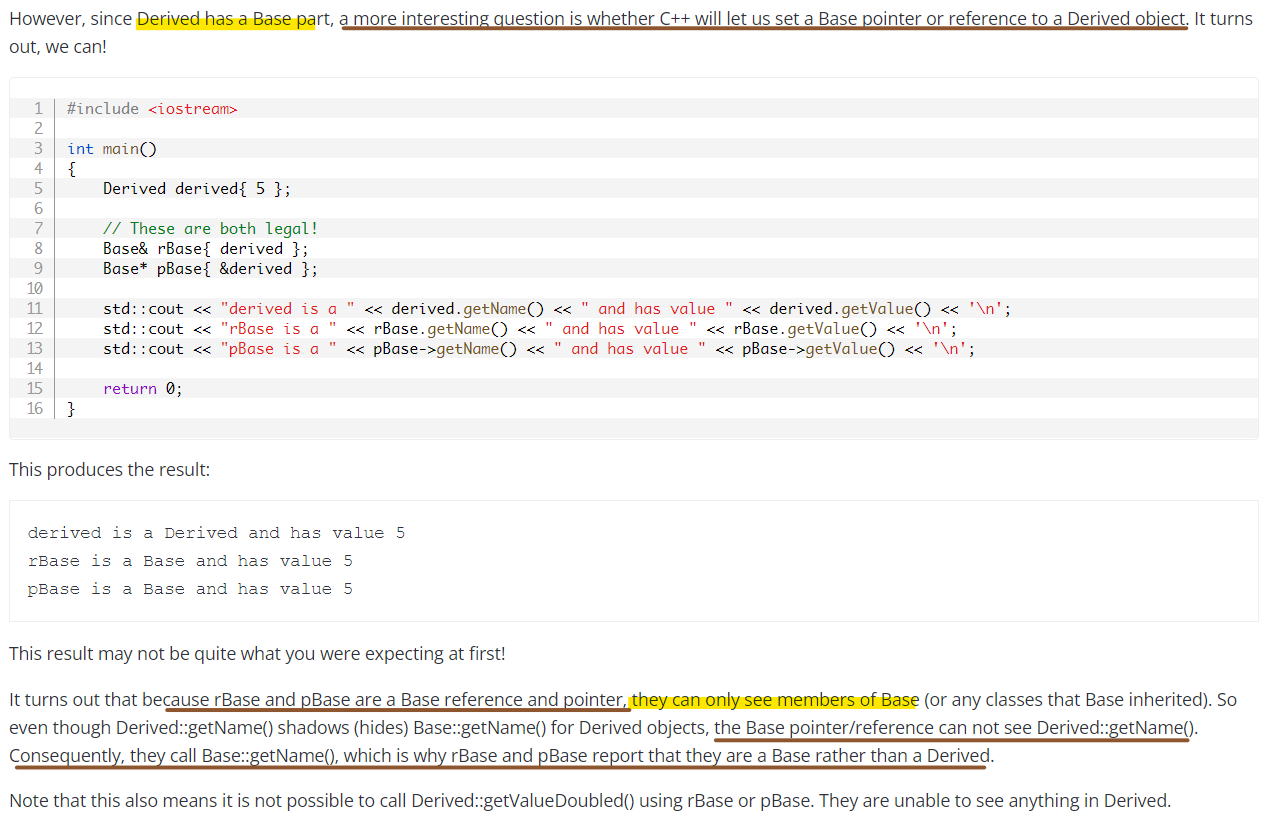 However, since Derived has a Base part, a more interesting question is whether C++ will let us set a Base pointer or reference to a Derived object. It turns
out, we can!
1 #include <iostream>
2
3 int main()
4 {
5     Derived derived{ 5 };
6
7     // These are both legal!
8     Base& rBase{ derived };
9     Base* pBase{ &derived };
10
11     std::cout << "derived is a " << derived.getName() << " and has value " << derived.getValue() << '\n';
12     std::cout << "rBase is a " << rBase.getName() << " and has value " << rBase.getValue() << '\n';
13     std::cout << "pBase is a " << pBase->getName() << " and has value " << pBase->getValue() << '\n';
14
15     return 0;
16 }
This produces the result:
derived is a Derived and has value 5
rBase is a Base and has value 5
pBase is a Base and has value 5
This result may not be quite what you were expecting at first!
It turns out that because rBase and pBase are a Base reference and pointer, they can only see members of Base (or any classes that Base inherited). So
even though Derived::getName() shadows (hides) Base::getName() for Derived objects, the Base pointer/reference can not see Derived::getName().
Consequently, they call Base::getName(), which is why rBase and pBase report that they are a Base rather than a Derived.
Note that this also means it is not possible to call Derived::getValueDoubled() using rBase or pBase. They are unable to see anything in Derived.